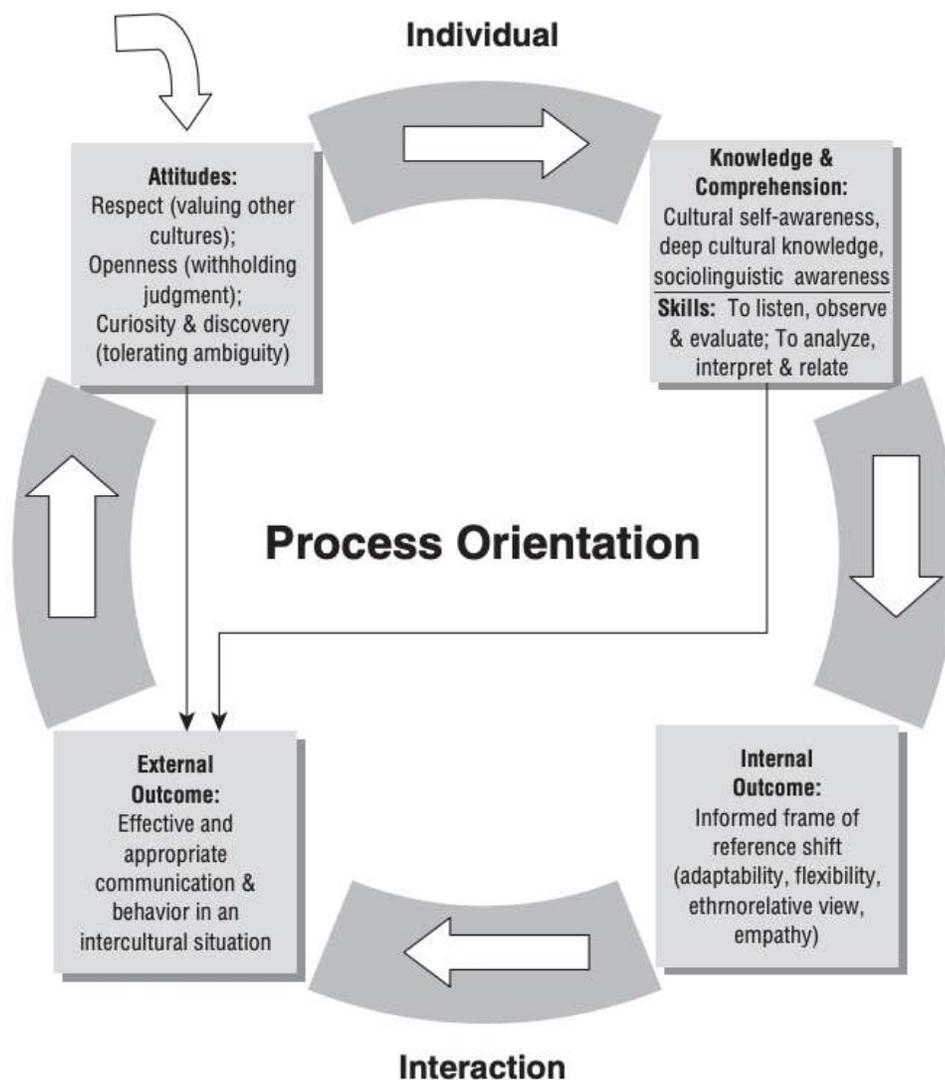 Individual
Attitudes:
Respect (valuing other
cultures);
Openness (withholding
judgment);
Curiosity & discovery
(tolerating ambiguity)
Knowledge &
Comprehension:
Cultural self-awareness,
deep cultural knowledge,
sociolinguistic awareness
Skills: To listen, observe
& evaluate; To analyze,
interpret & relate
Process Orientation
External
Outcome:
Effective and
appropriate
communication &
behavior in an
intercultural situation
Internal
Outcome:
Informed frame of
reference shift
(adaptability, flexibility,
ethrnorelative view,
empathy)
Interaction